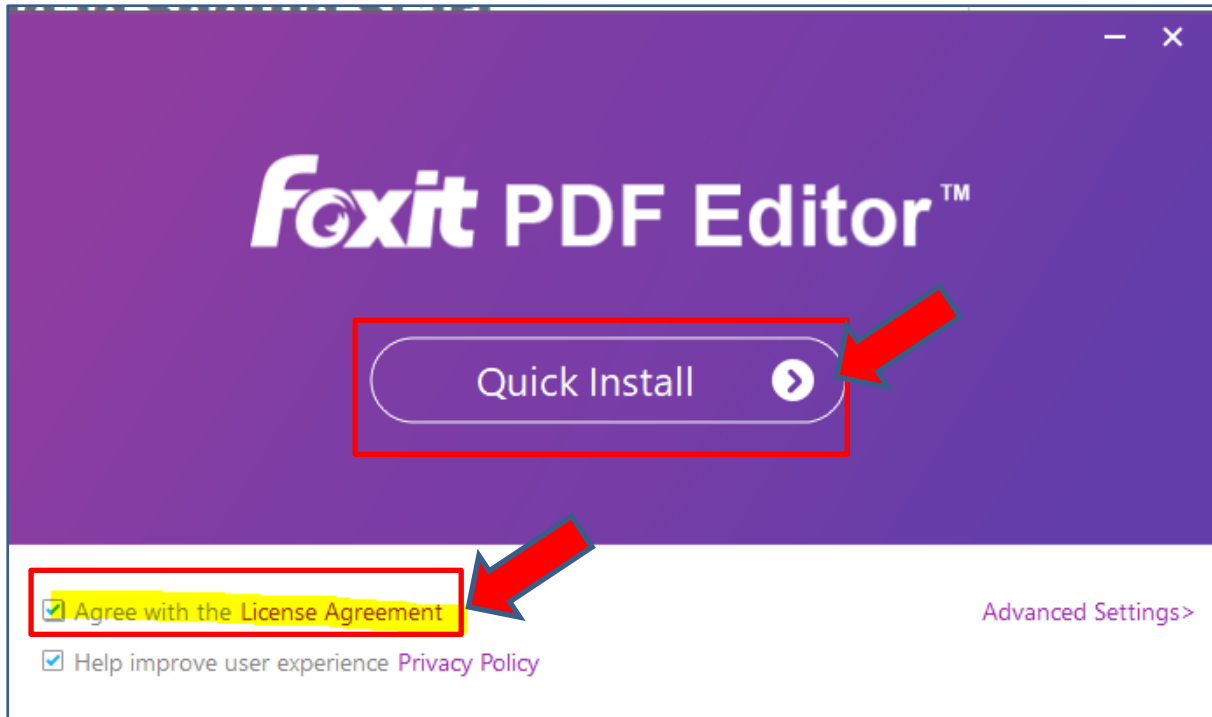 Foxit PDF Editor™
Quick Install
Agree with the License Agreement
Advanced Settings>
Help improve user experience Privacy Policy